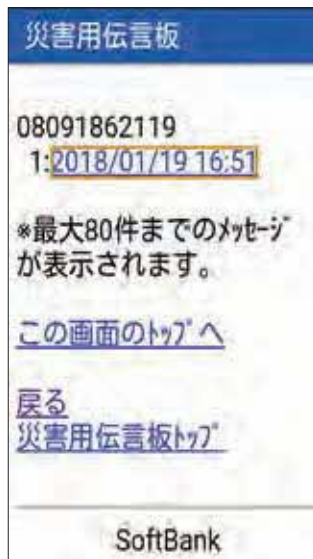 災害用伝言板
08091862119
1:2018/01/19 16:51
*最大80件までのﾒｯｾｰｼﾞ
が表示されます。
この画面のﾄｯﾌﾟへ
戻る
災害用伝言板ﾄｯﾌﾟ
SoftBank